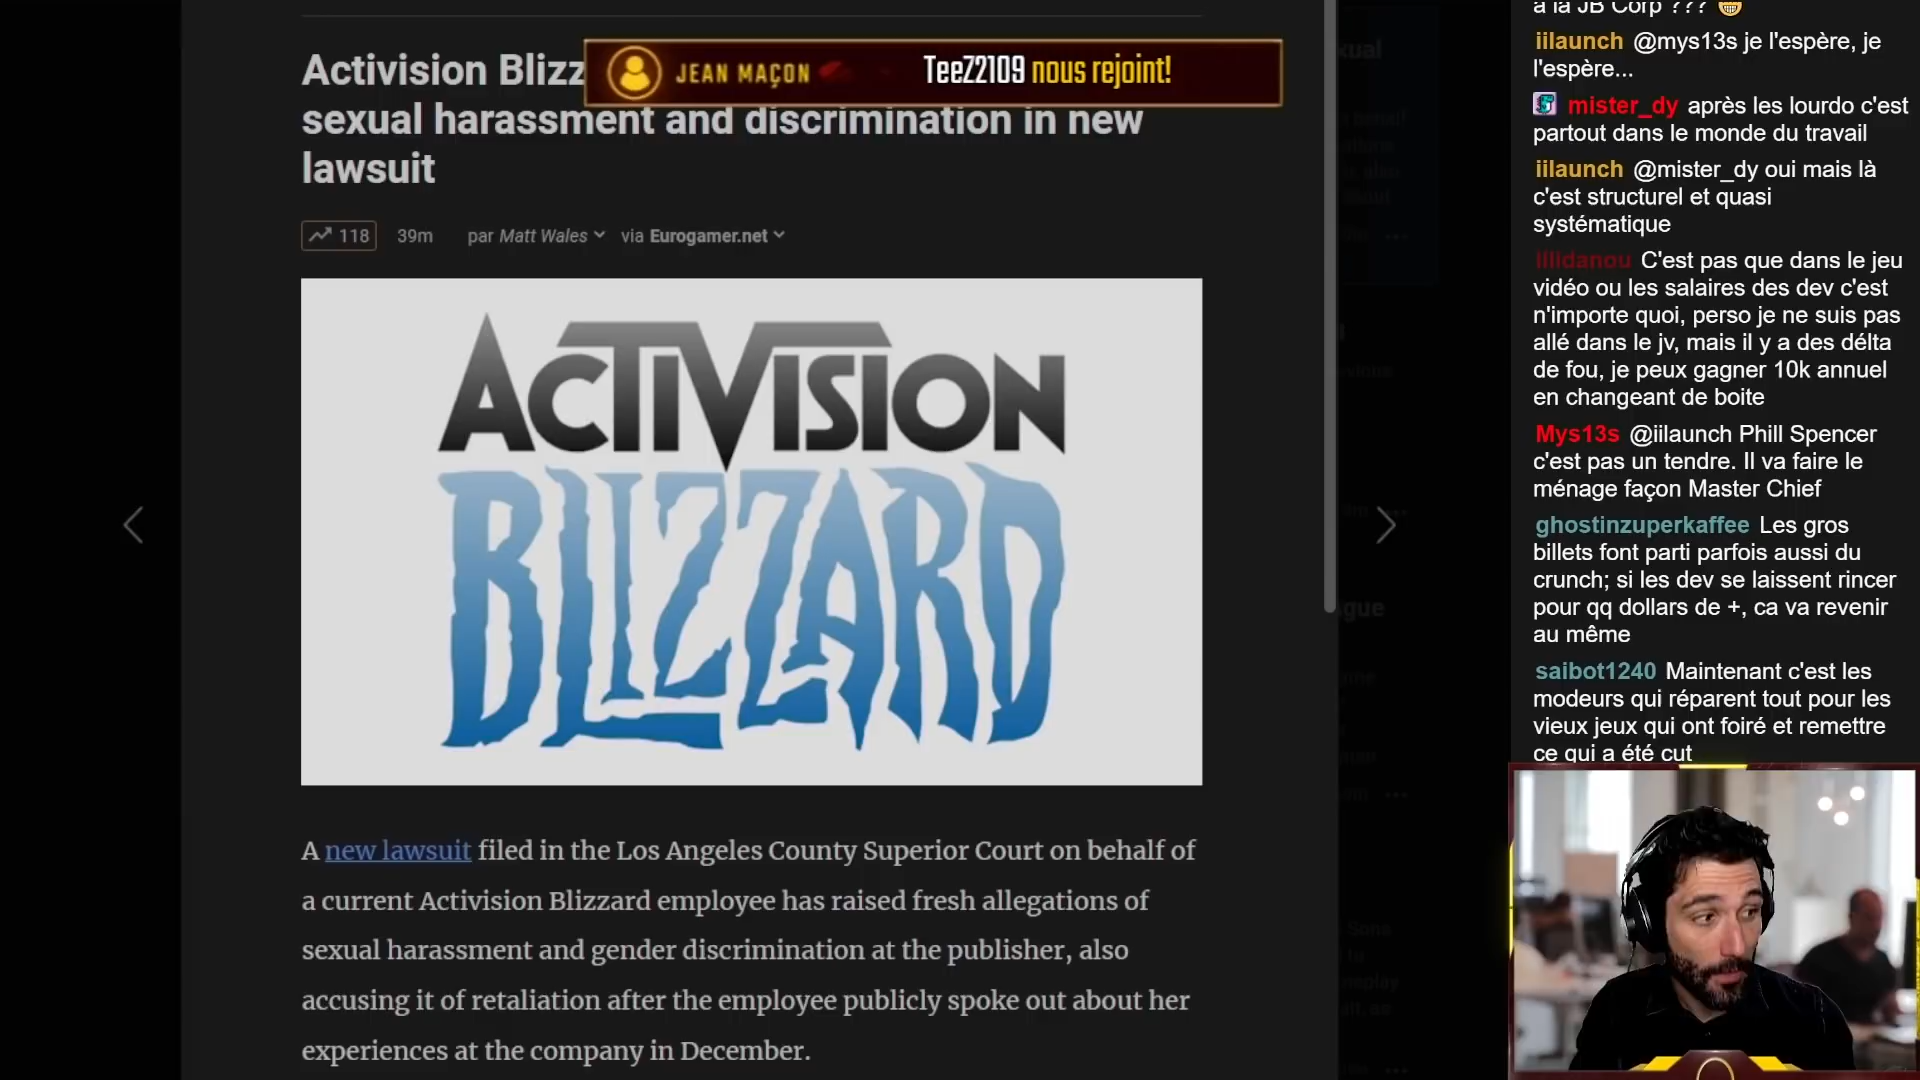 Activision Blizz
sexual harassment and discrimination in new
lawsuit
JEAN MAÇON
TeeZ2109 nous rejoint!
118 39m par Matt Wales via Eurogamer.net
ACTIVISION
BLIZZARD
A new lawsuit filed in the Los Angeles County Superior Court on behalf of
a current Activision Blizzard employee has raised fresh allegations of
sexual harassment and gender discrimination at the publisher, also
accusing it of retaliation after the employee publicly spoke out about her
experiences at the company in December.
à la JB Corp ???
iilaunch @mys13s je l'espère, je
l'espère...
mister_dy après les lourdo c'est
partout dans le monde du travail
iilaunch @mister_dy oui mais là
c'est structurel et quasi
systématique
C'est pas que dans le jeu
vidéo ou les salaires des dev c'est
n'importe quoi, perso je ne suis pas
allé dans le jv, mais il y a des délta
de fou, je peux gagner 10k annuel
en changeant de boite
Mys13s @iilaunch Phill Spencer
c'est pas un tendre. Il va faire le
ménage façon Master Chief
ghostinzuperkaffee Les gros
billets font parti parfois aussi du
crunch; si les dev se laissent rincer
pour qq dollars de +, ca va revenir
au même
saibot1240 Maintenant c'est les
modeurs qui réparent tout pour les
vieux jeux qui ont foiré et remettre
ce qui a été cut